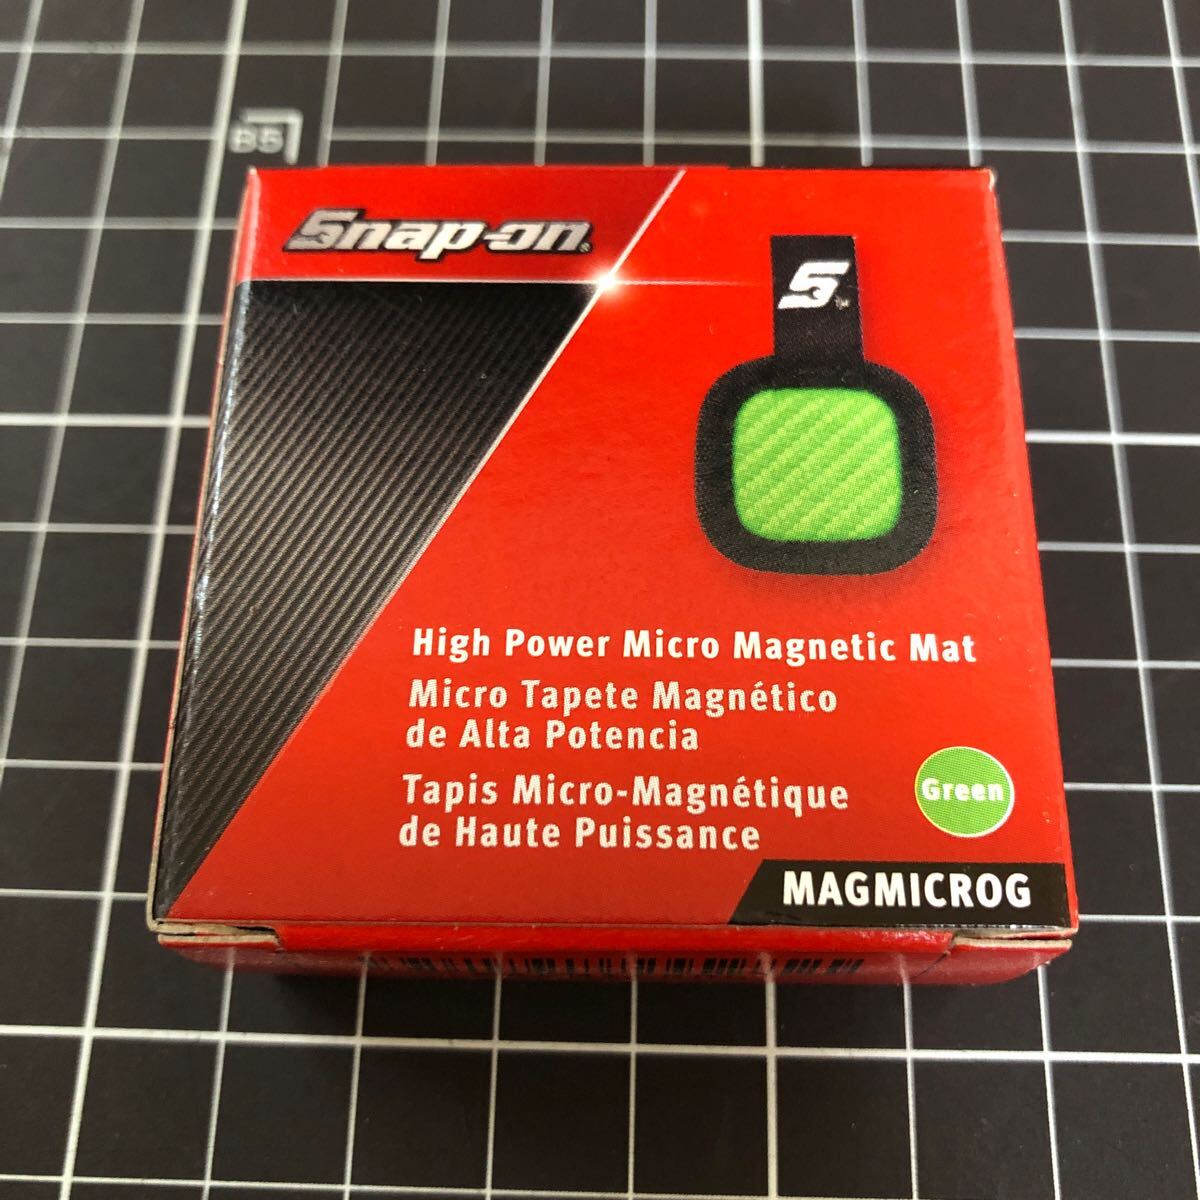 B5
Snap-on®
S™
High Power Micro Magnetic Mat
Micro Tapete Magnético
de Alta Potencia
Tapis Micro-Magnétique
de Haute Puissance
Green
MAGMICROG